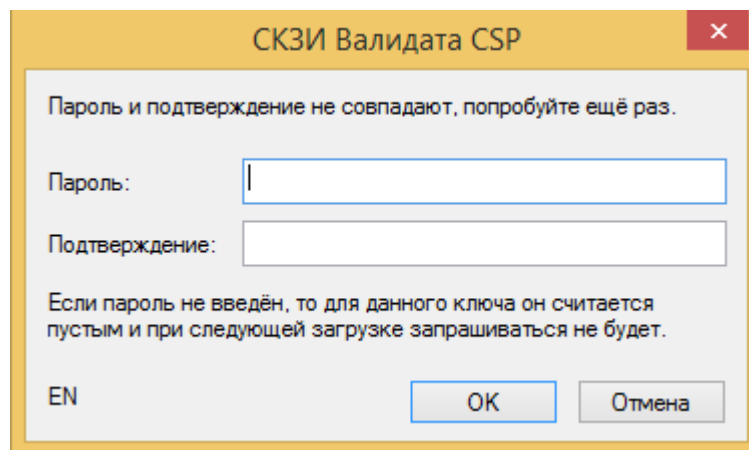 СКЗИ Валидата CSP
Пароль и подтверждение не совпадают, попробуйте ещё раз.
Пароль:
Подтверждение:
Если пароль не введён, то для данного ключа он считается
пустым и при следующей загрузке запрашиваться не будет.
EN
OK
Отмена